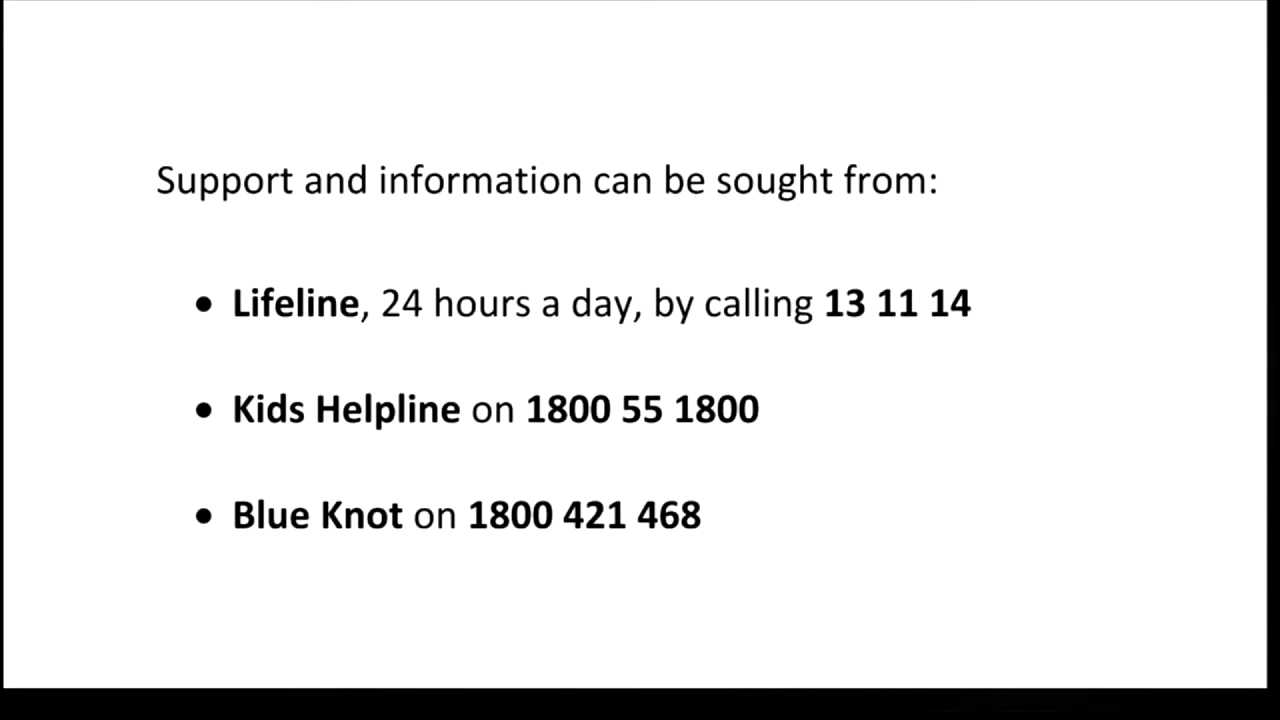 Support and information can be sought from:
• Lifeline, 24 hours a day, by calling 13 11 14
• Kids Helpline on 1800 55 1800
• Blue Knot on 1800 421 468